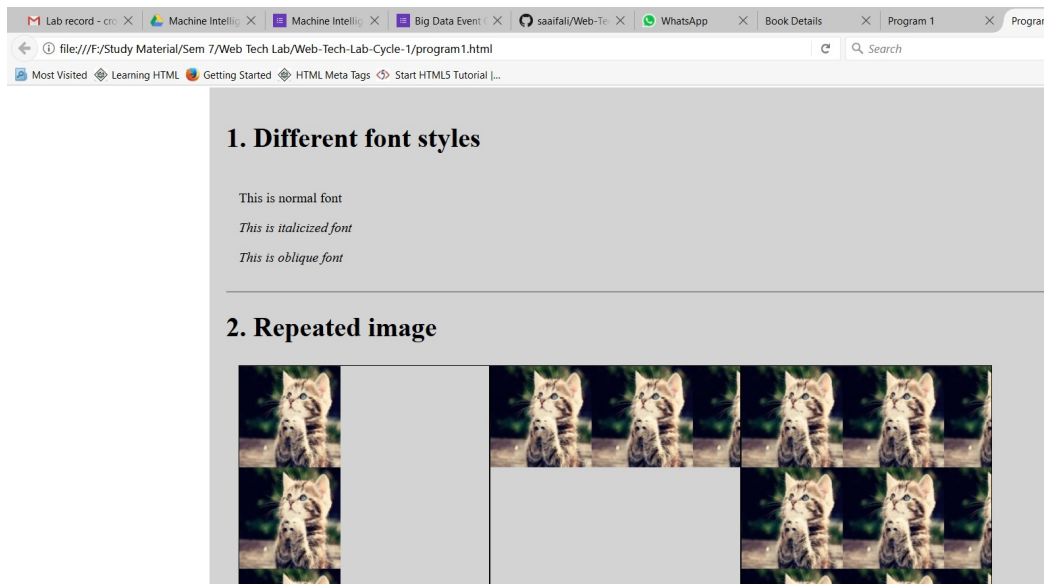 Lab record - cro
Machine Intellig
Machine Intellig
Big Data Event
saaifali/Web-Te
WhatsApp
Book Details
Program 1
Progra
file:///F:/Study Material/Sem 7/Web Tech Lab/Web-Tech-Lab-Cycle-1/program1.html
Search
Most Visited Learning HTML Getting Started HTML Meta Tags Start HTML5 Tutorial |...
1. Different font styles
This is normal font
This is italicized font
This is oblique font
2. Repeated image